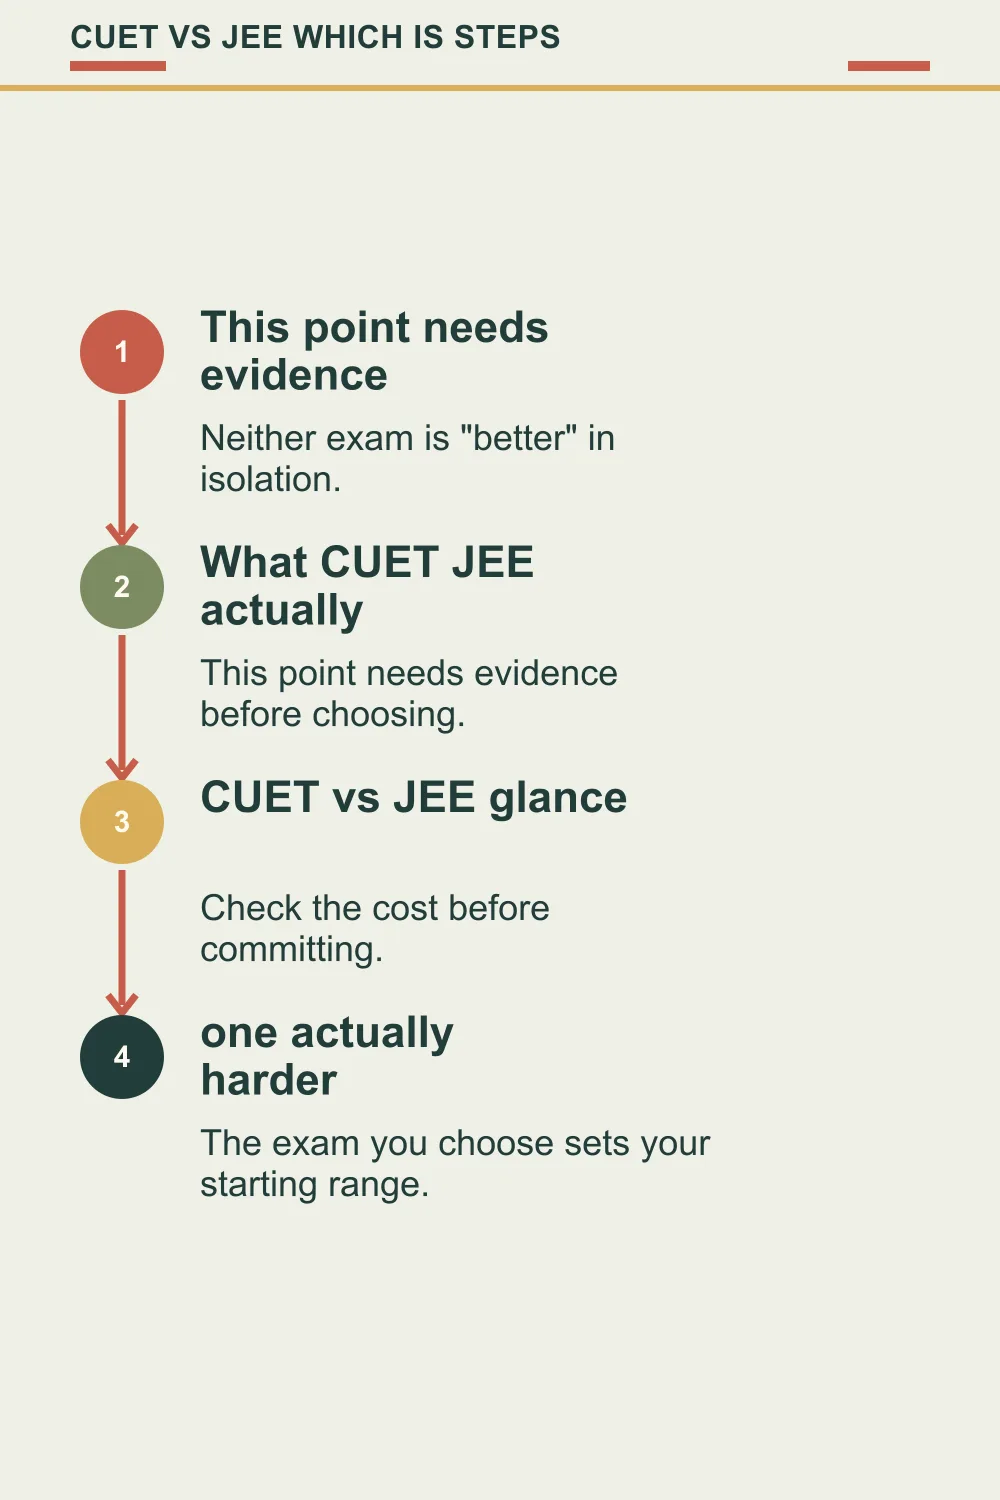 CUET VS JEE WHICH IS STEPS
1
This point needs
evidence
Neither exam is "better" in
isolation.
2
What CUET JEE
actually
This point needs evidence
before choosing.
3
CUET vs JEE glance
Check the cost before
committing.
4
one actually
harder
The exam you choose sets your
starting range.